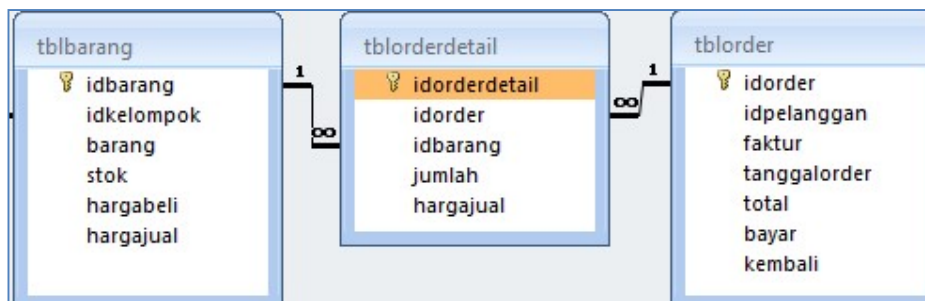 tblbarang
idbarang
idkelompok
barang
stok
hargabeli
hargajual
1
∞
tblorderdetail
idorderdetail
idorder
idbarang
jumlah
hargajual
1
∞
tblorder
idorder
idpelanggan
faktur
tanggalorder
total
bayar
kembali